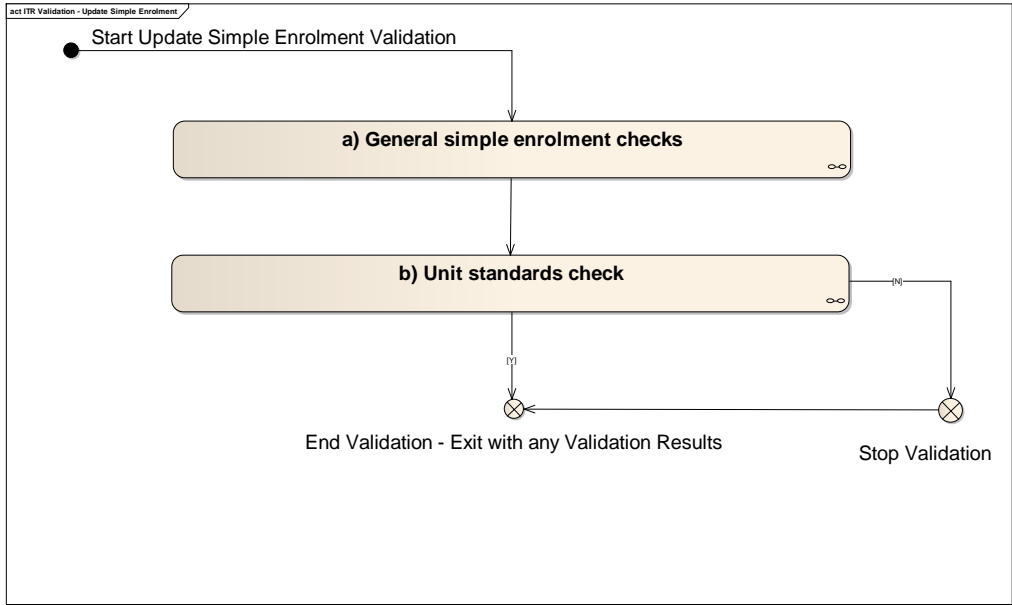 act ITR Validation - Update Simple Enrolment
Start Update Simple Enrolment Validation
a) General simple enrolment checks
b) Unit standards check
[N]
[Y]
End Validation - Exit with any Validation Results
Stop Validation